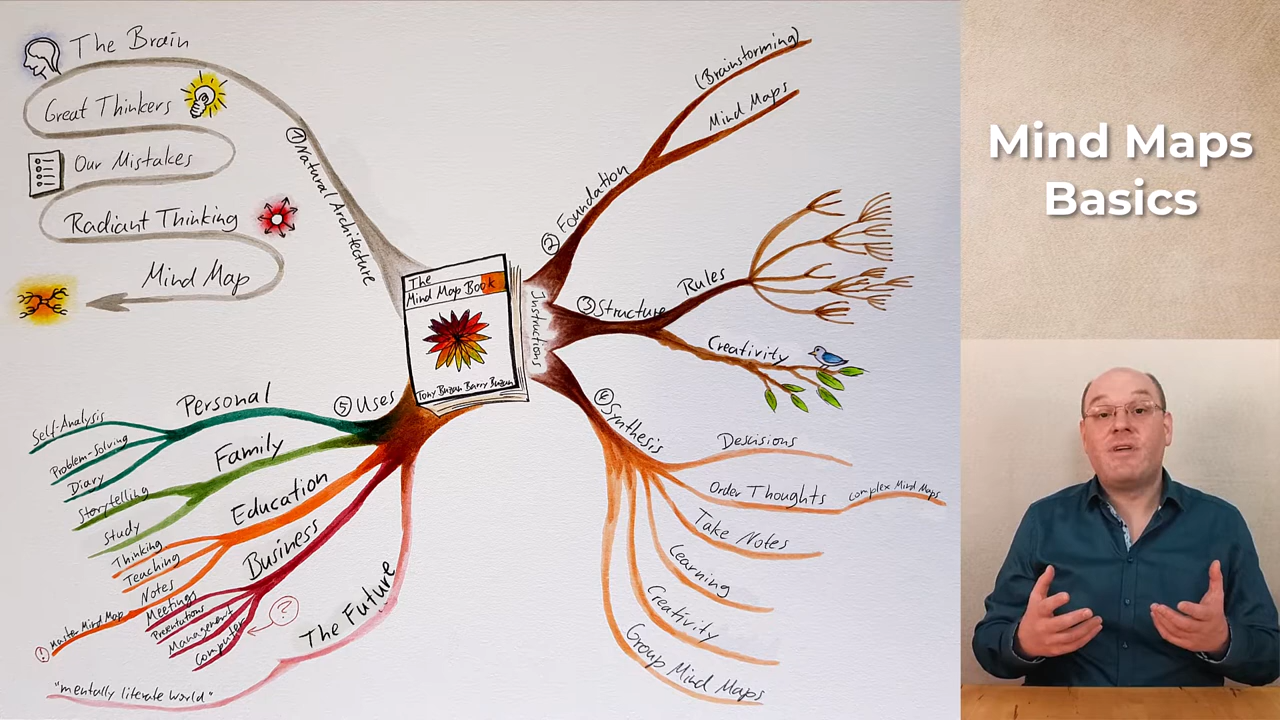 The Brain
Great Thinkers
Our Mistakes
Radiant Thinking
Mind Map
① Natural Architecture
The
Mind Map Book
Tony Buzan Barry Buzan
Instructions
② Foundation
(Brainstorming)
Mind Maps
③ Structure
Rules
Creativity
④ Synthesis
Descisions
Order Thoughts
Complex Mind Maps
Take Notes
Learning
Creativity
Group Mind Maps
⑤ Uses
Personal
Self-Analysis
Problem-Solving
Diary
Family
Storytelling
Study
Education
Thinking
Teaching
Notes
! Master Mind Map
Business
Meetings
Presentations
Management
Computer
?
The Future
"mentally literate world"
Mind Maps
Basics